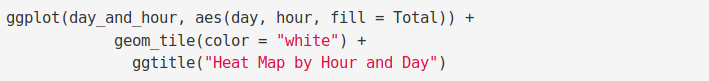 ggplot(day_and_hour, aes(day, hour, fill = Total)) +
geom_tile(color = "white") +
ggtitle("Heat Map by Hour and Day")